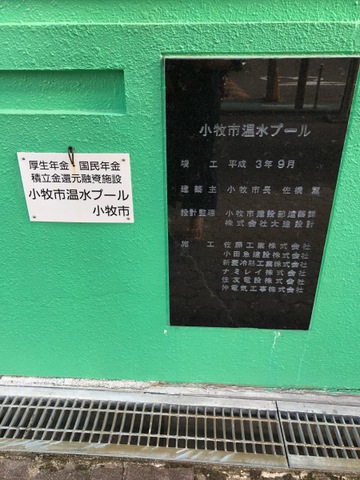 厚生年金 国民年金
積立金還元融資施設
小牧市温水プール
小牧市
小牧市温水プール
竣工 平成3年9月
建築主 小牧市長 佐橋 薫
設計監理 小牧市建設部建築課
株式会社大建設計
施工 佐藤工業株式会社
小田急建設株式会社
新菱冷熱工業株式会社
ナミレイ株式会社
住友電設株式会社
沖電気工事株式会社